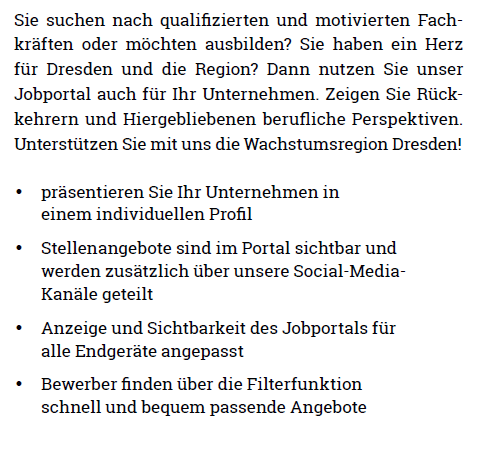 Sie suchen nach qualifizierten und motivierten Fach-
kräften oder möchten ausbilden? Sie haben ein Herz
für Dresden und die Region? Dann nutzen Sie unser
Jobportal auch für Ihr Unternehmen. Zeigen Sie Rück-
kehrern und Hiergebliebenen berufliche Perspektiven.
Unterstützen Sie mit uns die Wachstumsregion Dresden!
• präsentieren Sie Ihr Unternehmen in
einem individuellen Profil
• Stellenangebote sind im Portal sichtbar und
werden zusätzlich über unsere Social-Media-
Kanäle geteilt
• Anzeige und Sichtbarkeit des Jobportals für
alle Endgeräte angepasst
• Bewerber finden über die Filterfunktion
schnell und bequem passende Angebote